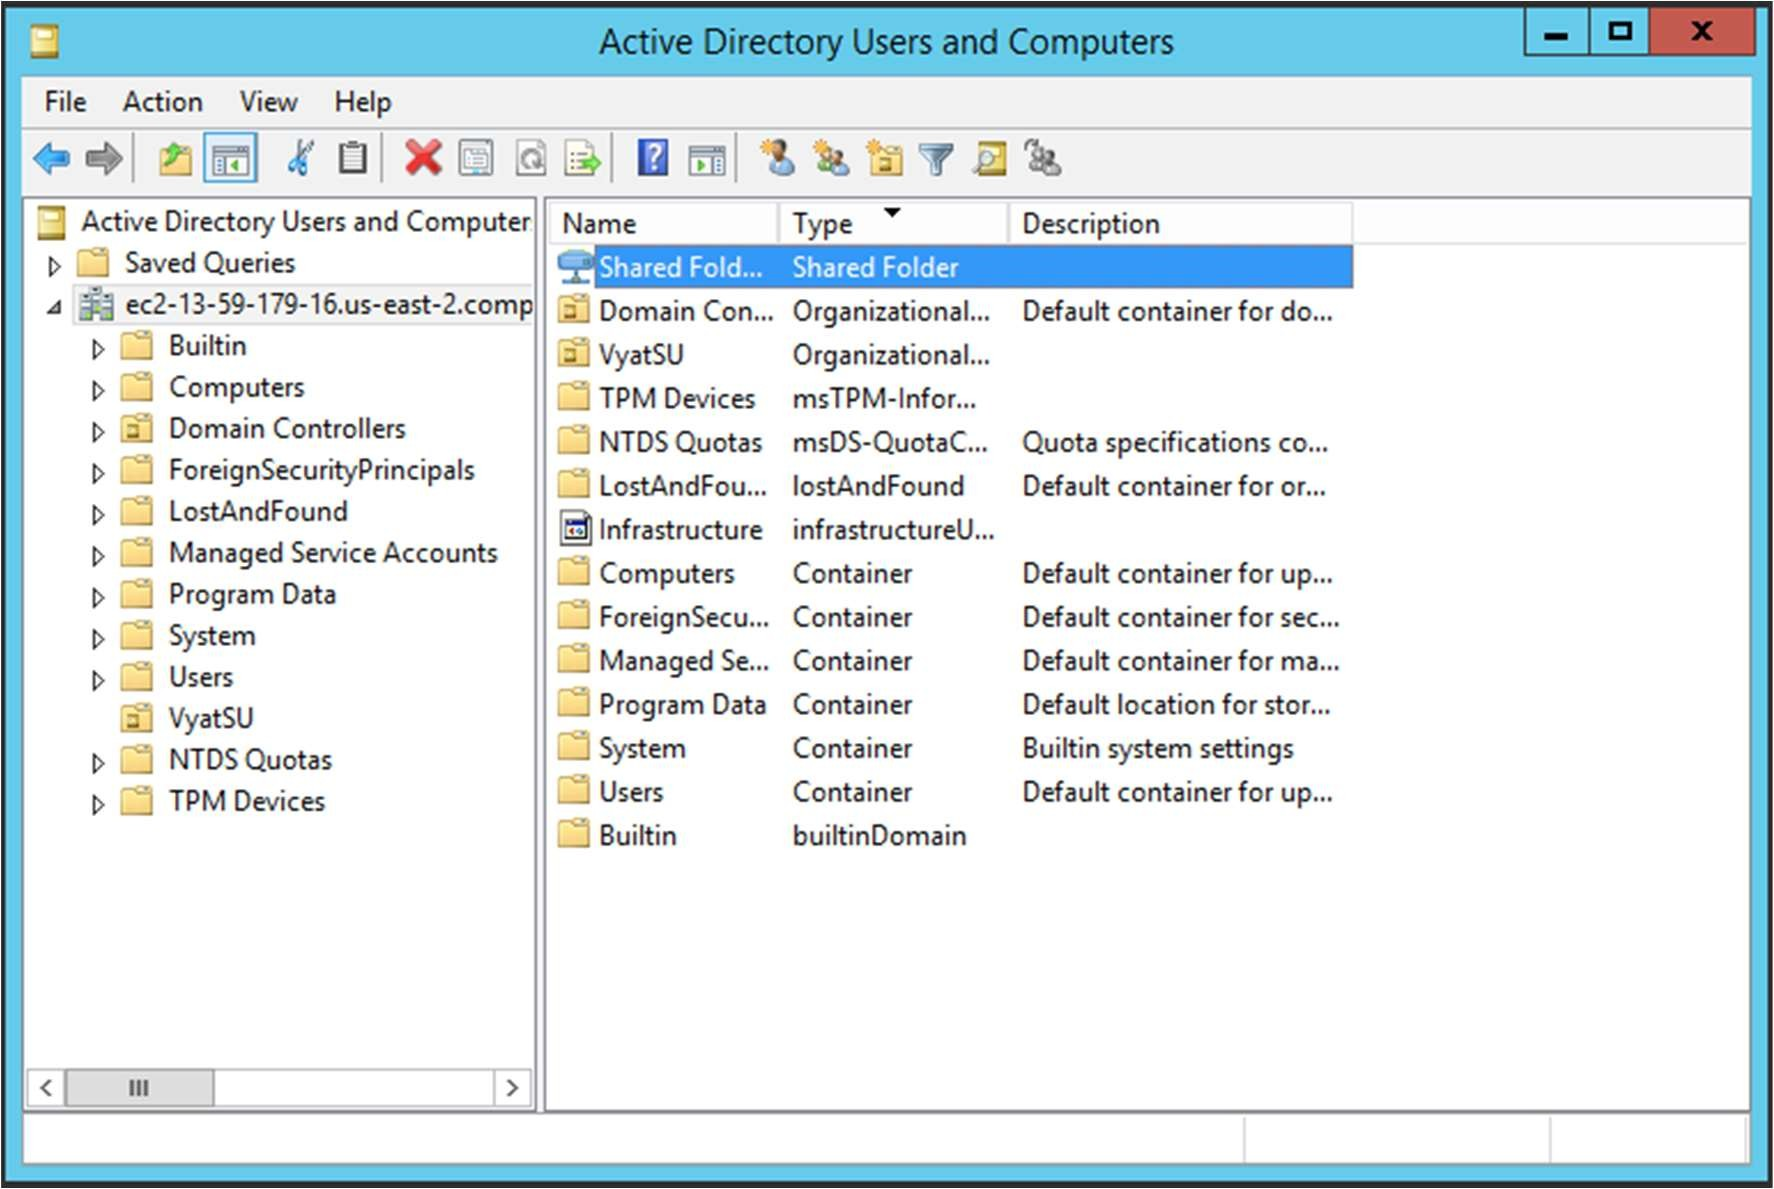 Active Directory Users and Computers
File Action View Help
Active Directory Users and Computer
Saved Queries
ec2-13-59-179-16.us-east-2.comp
Builtin
Computers
Domain Controllers
ForeignSecurityPrincipals
LostAndFound
Managed Service Accounts
Program Data
System
Users
VyatSU
NTDS Quotas
TPM Devices
Name Type Description
Shared Fold... Shared Folder
Domain Con... Organizational... Default container for do...
VyatSU Organizational...
TPM Devices msTPM-Infor...
NTDS Quotas msDS-QuotaC... Quota specifications co...
LostAndFou... lostAndFound Default container for or...
Infrastructure infrastructureU...
Computers Container Default container for up...
ForeignSecu... Container Default container for sec...
Managed Se... Container Default container for ma...
Program Data Container Default location for stor...
System Container Builtin system settings
Users Container Default container for up...
Builtin builtinDomain